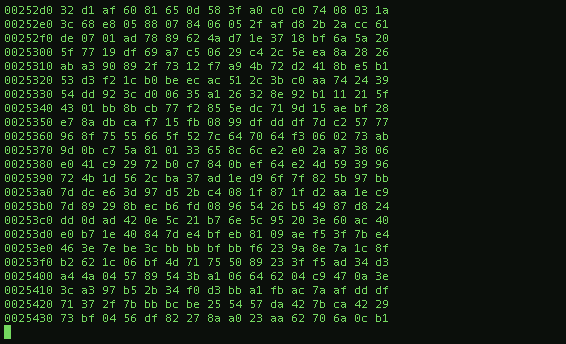 00252d0 32 d1 af 60 81 65 0d 58 3f a0 c0 c0 74 08 03 1a
00252e0 3c 68 e8 05 88 07 84 06 05 2f af d8 2b 2a cc 61
00252f0 de 07 01 ad 78 89 62 4d d7 1e 37 18 bf 6a 5a 20
0025300 5f 77 19 df 69 a7 c5 06 29 c4 2c 5e ea 8a 28 26
0025310 ab a3 90 89 2f 73 12 f7 a9 4b 72 d2 41 8b e5 b1
0025320 53 d3 f2 1c b0 be ec ac 51 2c 3b c0 aa 74 24 39
0025330 54 dd 92 3c d0 06 35 a1 26 32 8e 92 b1 11 21 5f
0025340 43 01 bb 8b cb 77 f2 85 5e dc 71 9d 15 ae bf 28
0025350 e7 8a db ca f7 15 fb 08 99 df dd df 7d c2 57 77
0025360 96 8f 75 55 66 5f 52 7c 64 70 64 f3 06 02 73 ab
0025370 9d 0b c7 5a 81 01 33 65 8c 6c e2 e0 2a a7 38 06
0025380 e0 41 c9 29 72 b0 c7 84 0b ef 64 e2 4d 59 39 96
0025390 72 4b 1d 56 2c ba 37 ad 1e d9 6f 7f 82 5b 97 bb
00253a0 7d dc e6 3d 97 d5 2b c4 08 1f 87 1f d2 aa 1e c9
00253b0 7d 89 29 8b ec b6 fd 08 96 54 26 b5 49 87 d8 24
00253c0 dd 0d ad 42 0e 5c 21 b7 6e 5c 95 20 3e 60 ac 40
00253d0 e0 b7 1e 40 84 7d e4 bf eb 81 09 ae f5 3f 7b e4
00253e0 46 3e 7e be 3c bb bb bf bb f6 23 9a 8e 7a 1c 8f
00253f0 b2 62 1c 06 bf 4d 71 75 50 89 23 3f f5 ad 34 d3
0025400 a4 4a 04 57 89 54 3b a1 06 64 62 04 c9 47 0a 3e
0025410 3c a3 97 b5 2b 34 f0 d3 bb a1 fb ac 7a af dd df
0025420 71 37 2f 7b bb bc be 25 54 57 da 42 7b ca 42 29
0025430 73 bf 04 56 df 82 27 8a a0 23 aa 62 70 6a 0c b1